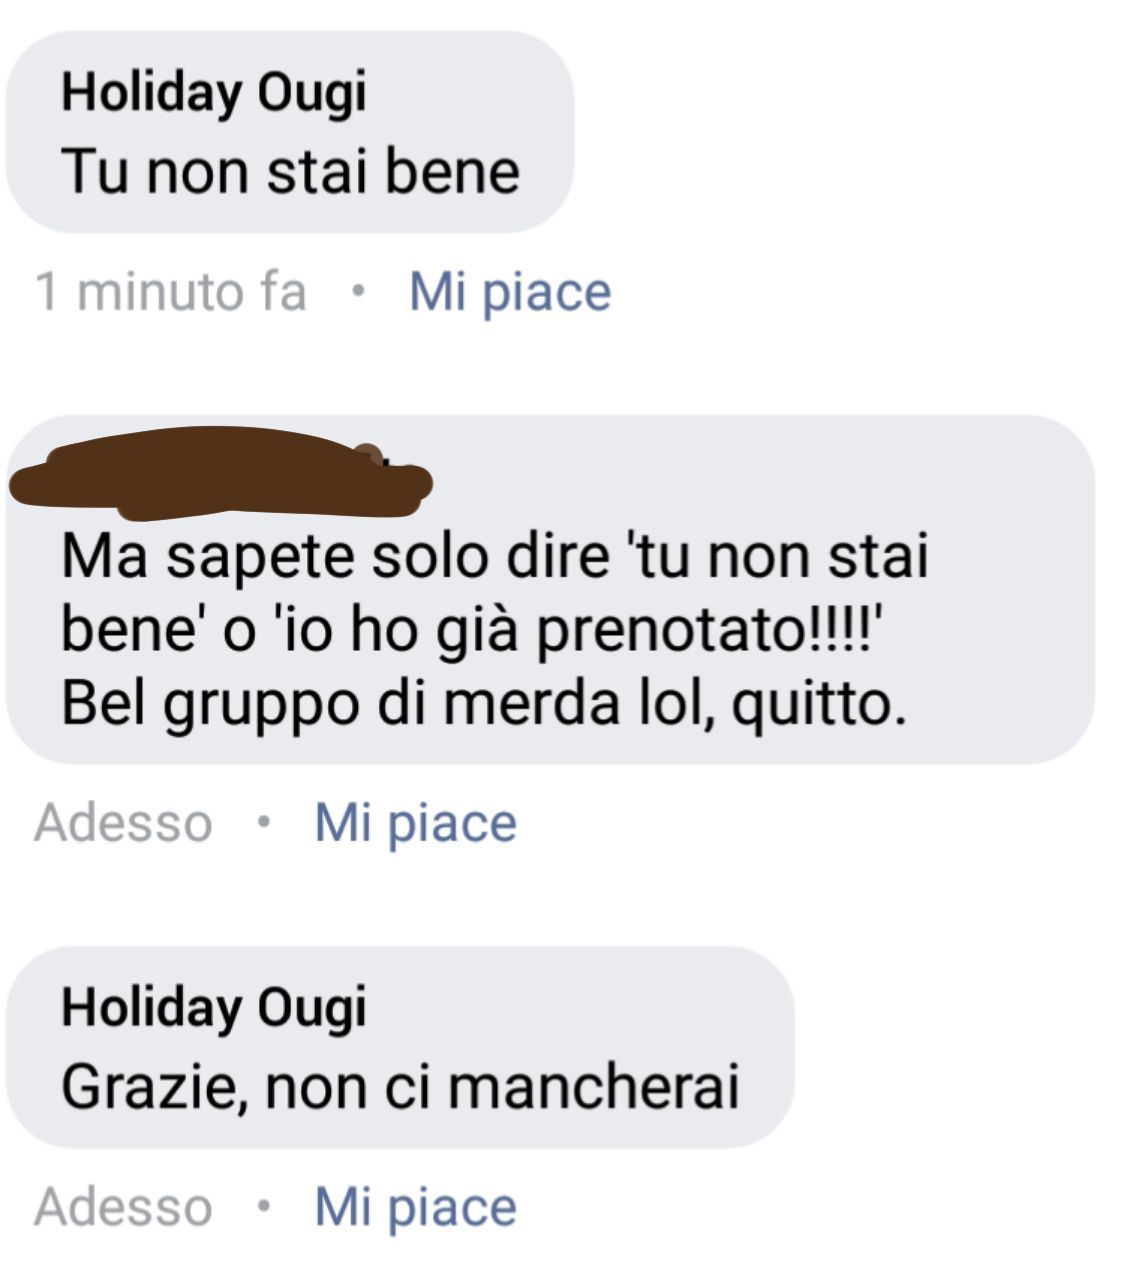 Holiday Ougi
Tu non stai bene
1 minuto fa • Mi piace
Ma sapete solo dire 'tu non stai
bene' o 'io ho già prenotato!!!!'
Bel gruppo di merda lol, quitto.
Adesso • Mi piace
Holiday Ougi
Grazie, non ci mancherai
Adesso • Mi piace